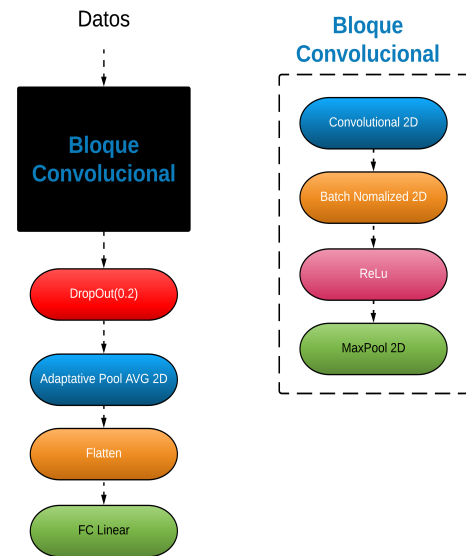 Datos
Bloque
Convolucional
DropOut(0.2)
Adaptative Pool AVG 2D
Flatten
FC Linear
Bloque
Convolucional
Convolutional 2D
Batch Nomalized 2D
ReLu
MaxPool 2D